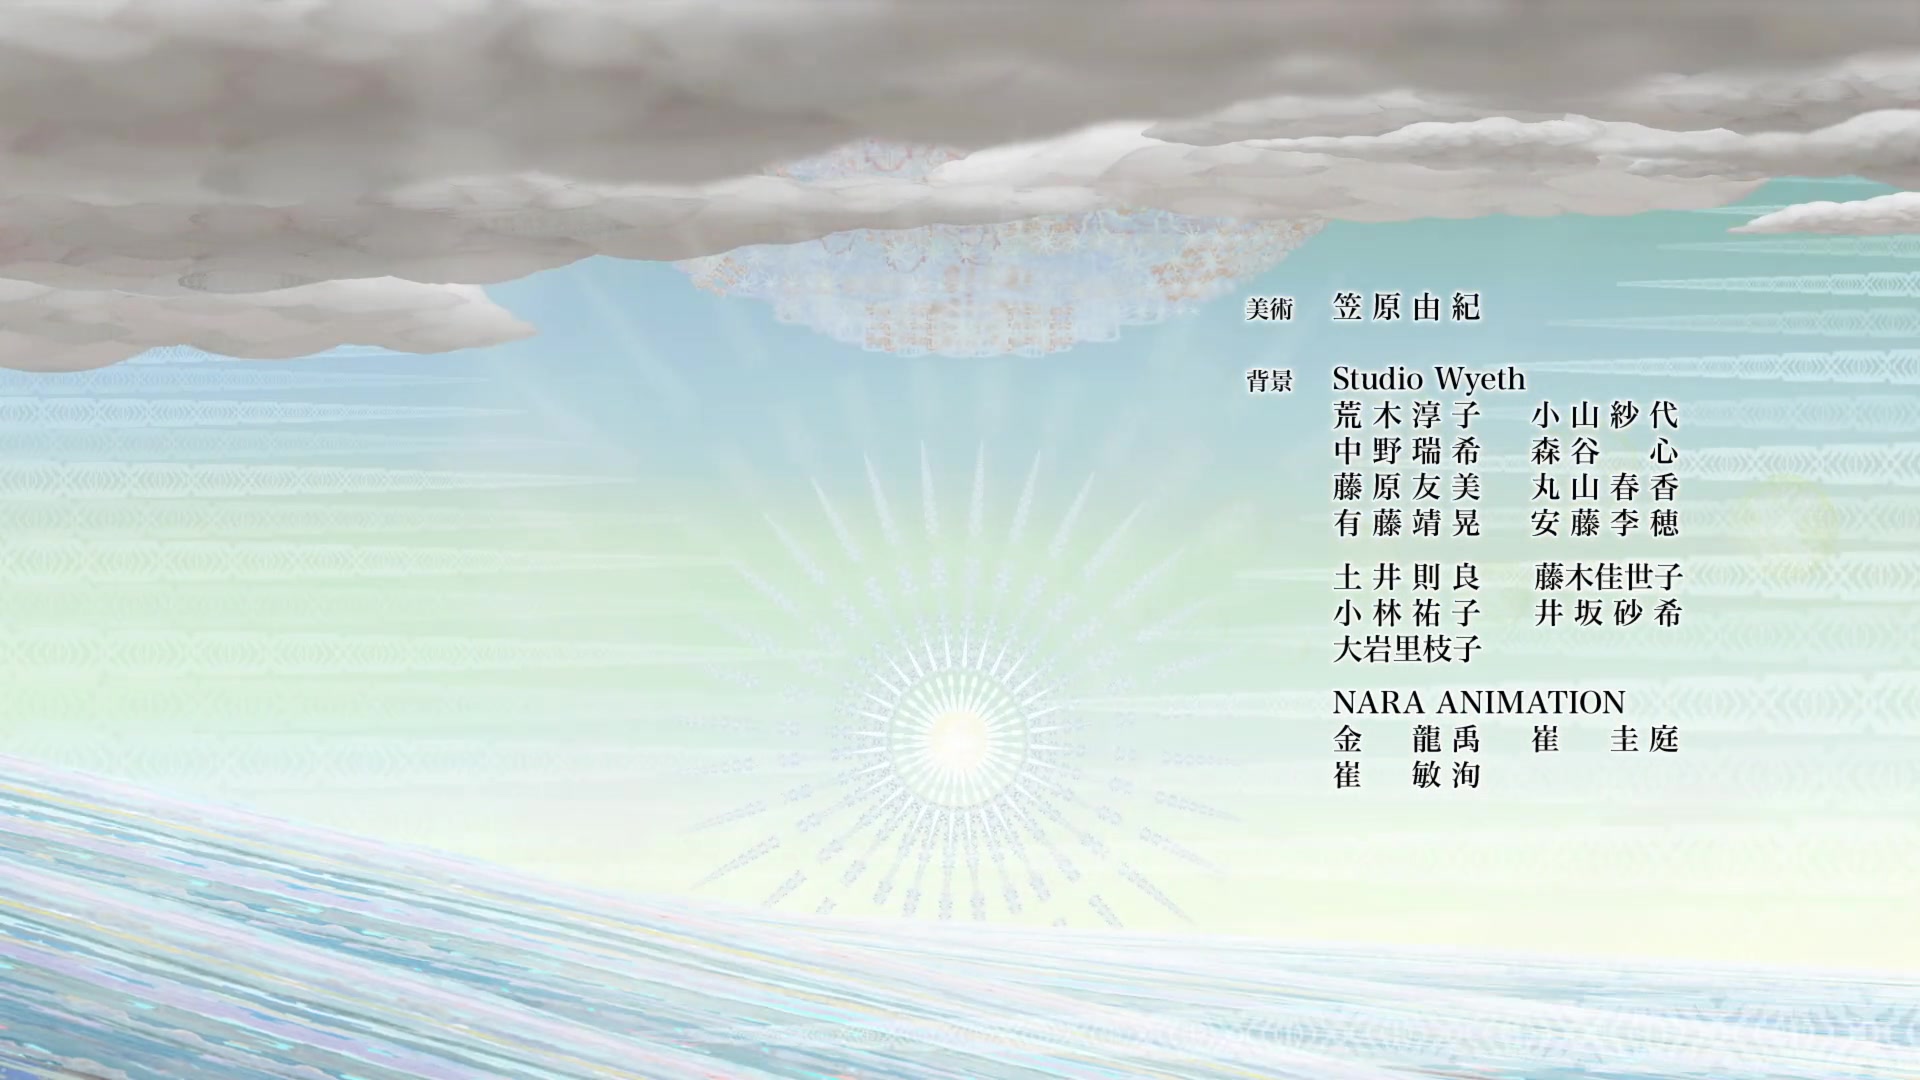 美術 笠原由紀
背景 Studio Wyeth
荒木淳子 小山紗代
中野瑞希 森谷 心
藤原友美 丸山春香
有藤靖晃 安藤李穂
土井則良 藤木佳世子
小林祐子 井坂砂希
大岩里枝子
NARA ANIMATION
金 龍禹 崔 圭庭
崔 敏洵